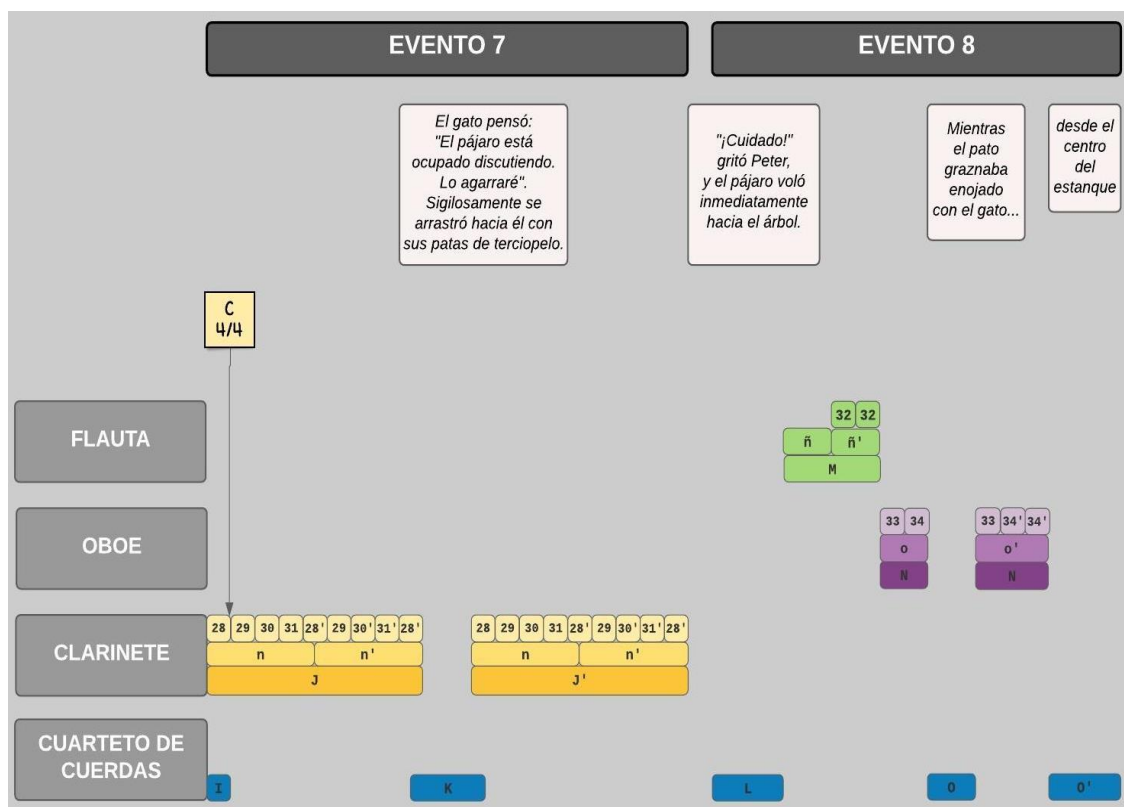 EVENTO 7
EVENTO 8
El gato pensó:
"El pájaro está
ocupado discutiendo.
Lo agarraré".
Sigilosamente se
arrastró hacia él con
sus patas de terciopelo.
"¡Cuidado!"
gritó Peter,
y el pájaro voló
inmediatamente
hacia el árbol.
Mientras
el pato
graznaba
enojado
con el gato...
desde el
centro
del
estanque
C
4/4
FLAUTA
32 32
ñ ñ'
M
OBOE
33 34 33 34' 34'
o o'
N N
CLARINETE
28 29 30 31 28' 29 30' 31' 28' 28 29 30 31 28' 29 30' 31' 28'
n n' n n'
J J'
CUARTETO DE
CUERDAS
I K L O O'